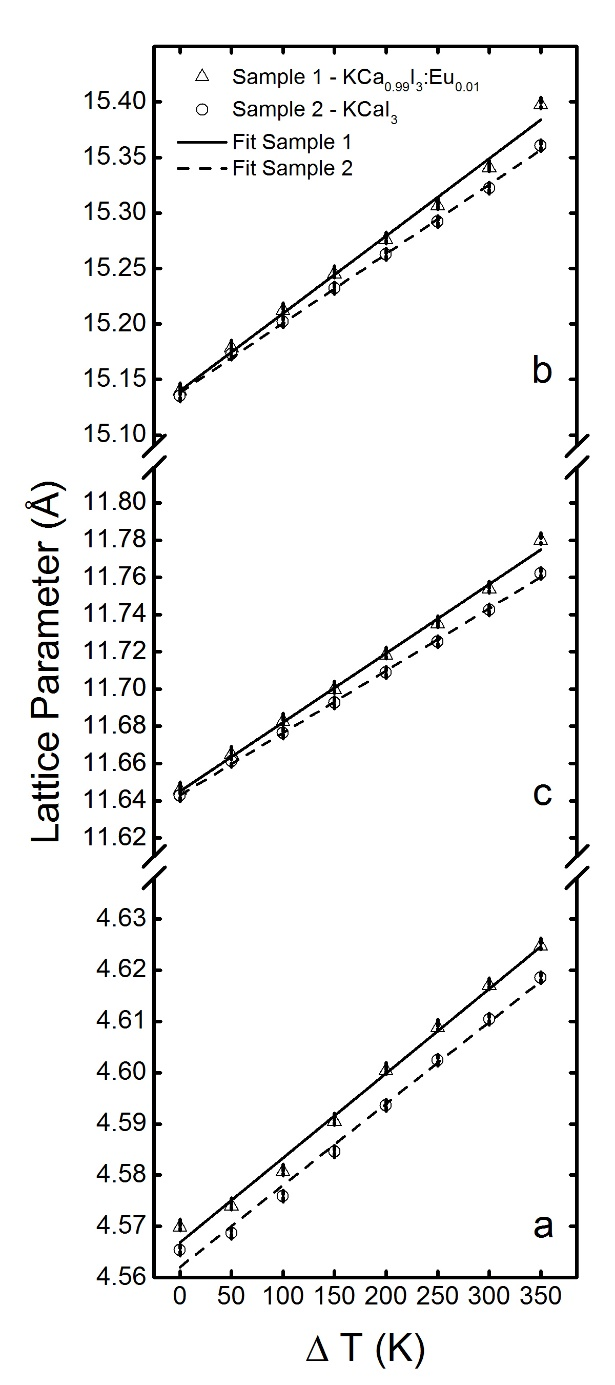 Sample 1 - KCa0.99I3:Eu0.01
Sample 2 - KCaI3
Fit Sample 1
Fit Sample 2
15.40
15.35
15.30
15.25
15.20
15.15
15.10
b
11.80
11.78
11.76
11.74
11.72
11.70
11.68
11.66
11.64
11.62
c
4.63
4.62
4.61
4.60
4.59
4.58
4.57
4.56
a
Lattice Parameter (Å)
0 50 100 150 200 250 300 350
Δ T (K)